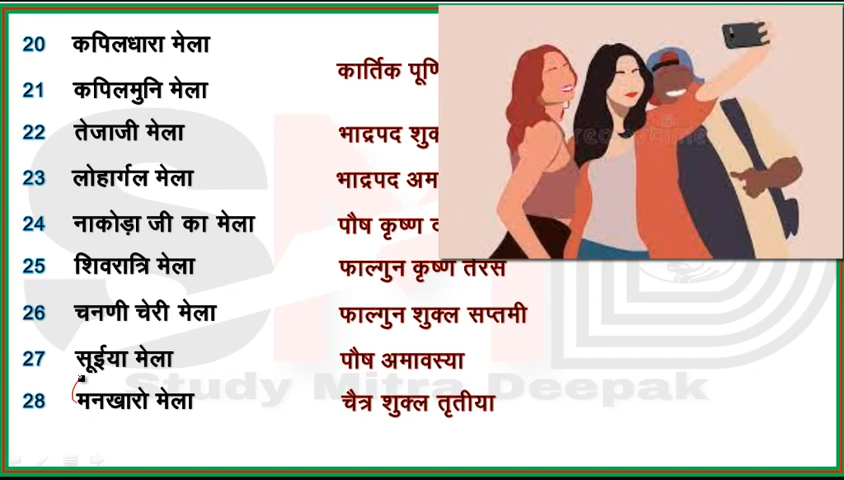 20 कपिलधारा मेला
कार्तिक
21 कपिलमुनि मेला
22 तेजाजी मेला भाद्रपद
23 लोहार्गल मेला भाद्रपद
24 नाकोड़ा जी का मेला पौष कृष्ण
25 शिवरात्रि मेला फाल्गुन कृष्ण तेरस
26 चनणी चेरी मेला फाल्गुन शुक्ल सप्तमी
27 सूईया मेला पौष अमावस्या
Study Mitra Deepak
28 मनखारो मेला चैत्र शुक्ल तृतीया